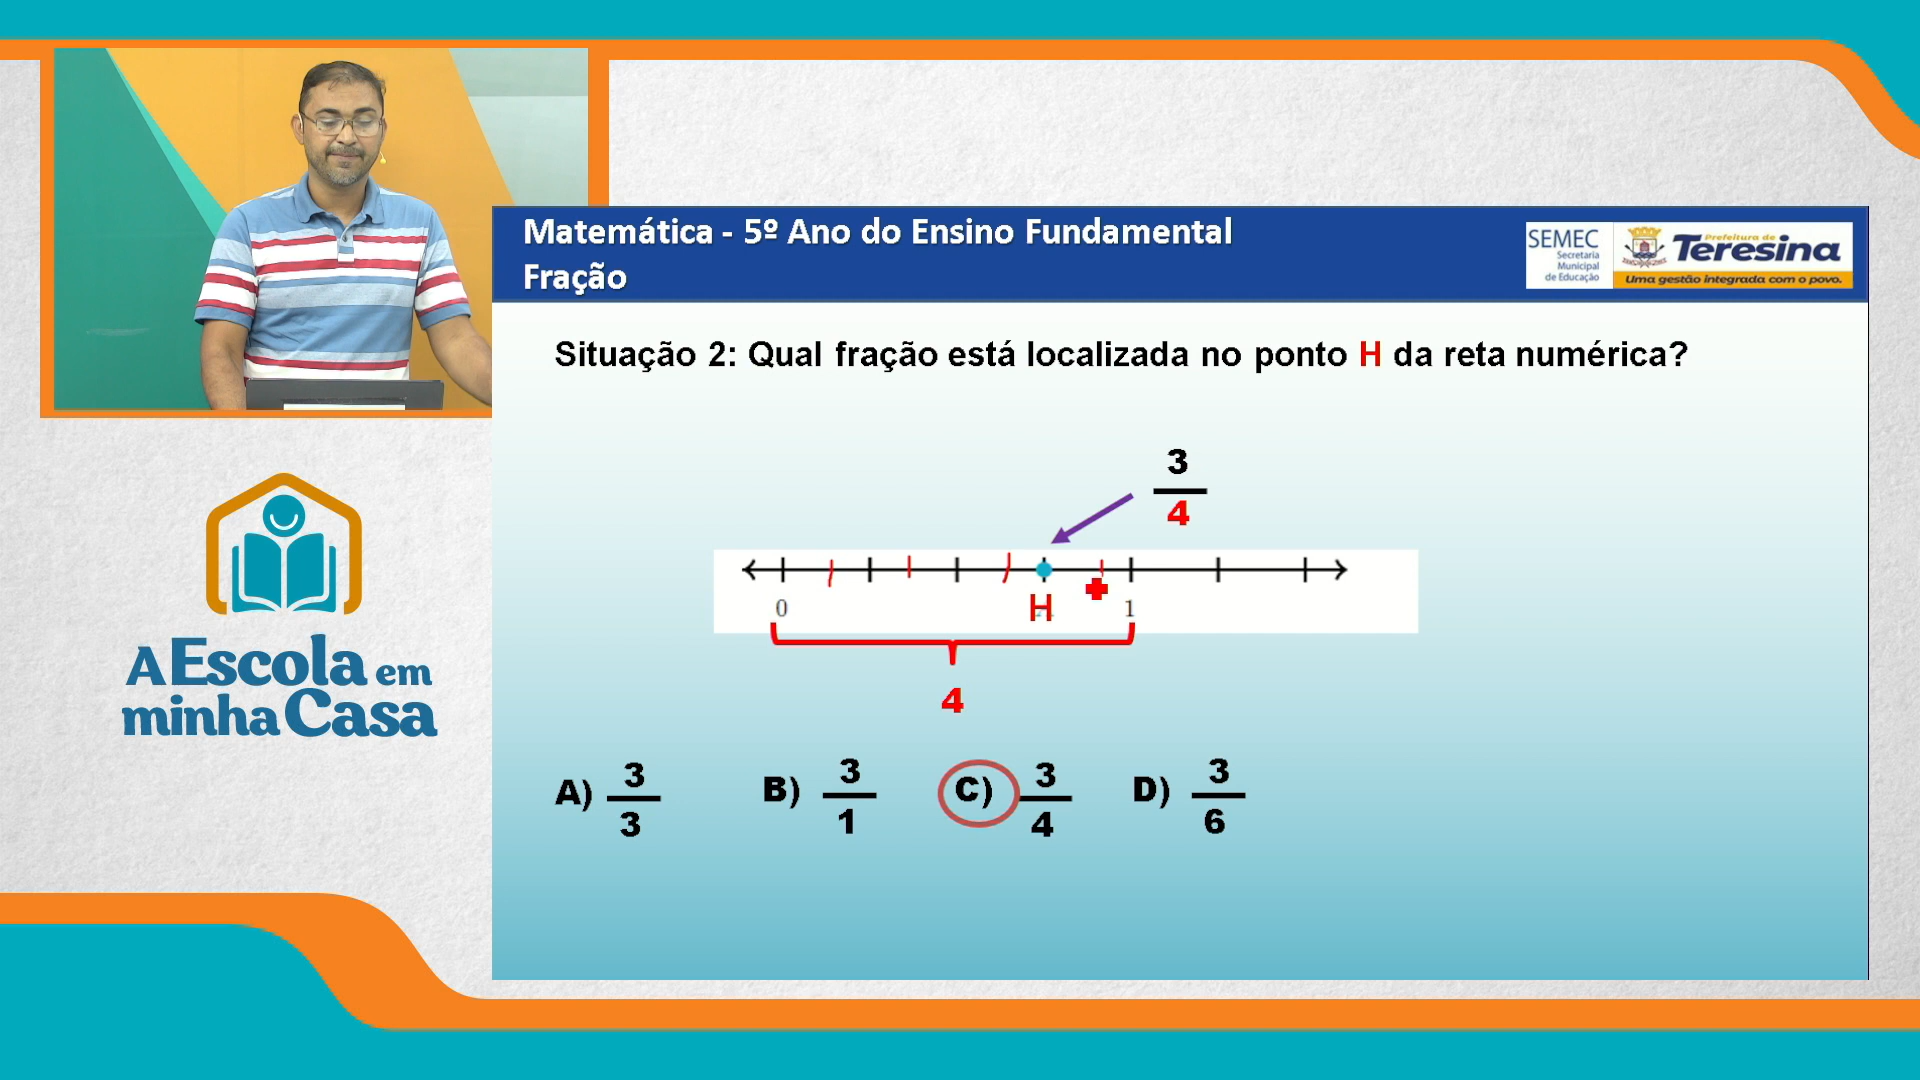 Matemática - 5º Ano do Ensino Fundamental
Fração
SEMEC
Secretaria
Municipal
de Educação
Prefeitura de
Teresina
Uma gestão integrada com o povo.
Situação 2: Qual fração está localizada no ponto H da reta numérica?
3
4
0
H
1
4
A) 3
3
B) 3
1
C) 3
4
D) 3
6
A Escola em
minha Casa